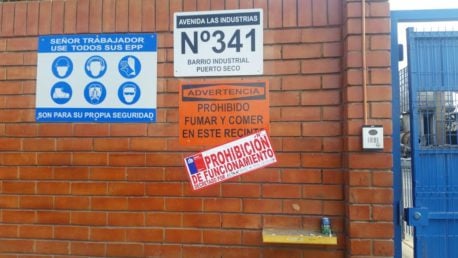 SEÑOR TRABAJADOR
USE TODOS SUS EPP
SON PARA SU PROPIA SEGURIDAD
AVENIDA LAS INDUSTRIAS
Nº341
BARRIO INDUSTRIAL
PUERTO SECO
ADVERTENCIA
PROHIBIDO
FUMAR Y COMER
EN ESTE RECINTO
PROHIBICIÓN
DE FUNCIONAMIENTO